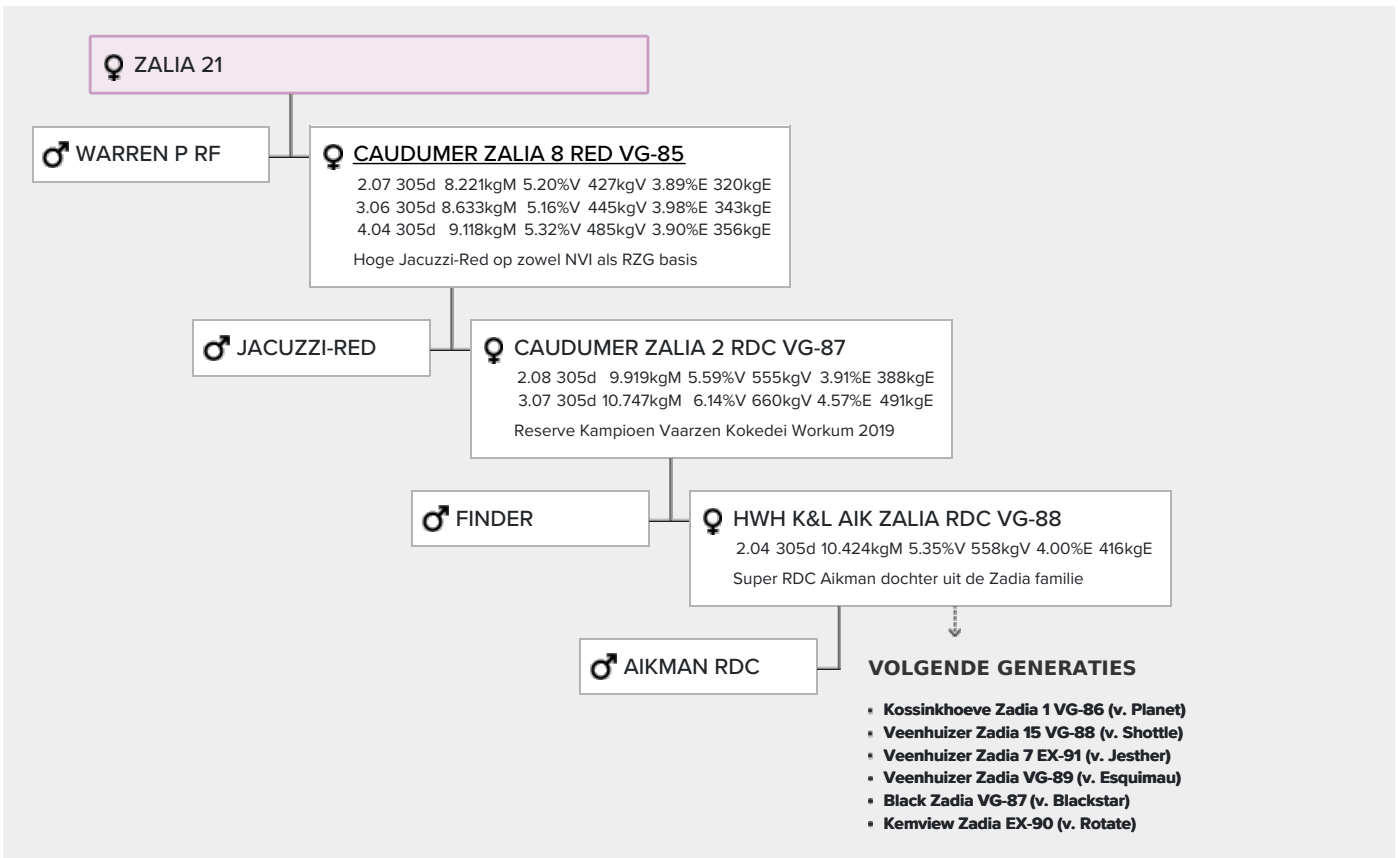 ♀ ZALIA 21
♂ WARREN P RF
♀ CAUDUMER ZALIA 8 RED VG-85
2.07 305d 8.221kgM 5.20%V 427kgV 3.89%E 320kgE
3.06 305d 8.633kgM 5.16%V 445kgV 3.98%E 343kgE
4.04 305d 9.118kgM 5.32%V 485kgV 3.90%E 356kgE
Hoge Jacuzzi-Red op zowel NVI als RZG basis
♂ JACUZZI-RED
♀ CAUDUMER ZALIA 2 RDC VG-87
2.08 305d 9.919kgM 5.59%V 555kgV 3.91%E 388kgE
3.07 305d 10.747kgM 6.14%V 660kgV 4.57%E 491kgE
Reserve Kampioen Vaarzen Kokedei Workum 2019
♂ FINDER
♀ HWH K&L AIK ZALIA RDC VG-88
2.04 305d 10.424kgM 5.35%V 558kgV 4.00%E 416kgE
Super RDC Aikman dochter uit de Zadia familie
♂ AIKMAN RDC
VOLGENDE GENERATIES
▪ Kossinkhoeve Zadia 1 VG-86 (v. Planet)
▪ Veenhuizer Zadia 15 VG-88 (v. Shottle)
▪ Veenhuizer Zadia 7 EX-91 (v. Jesther)
▪ Veenhuizer Zadia VG-89 (v. Esquimau)
▪ Black Zadia VG-87 (v. Blackstar)
▪ Kemview Zadia EX-90 (v. Rotate)